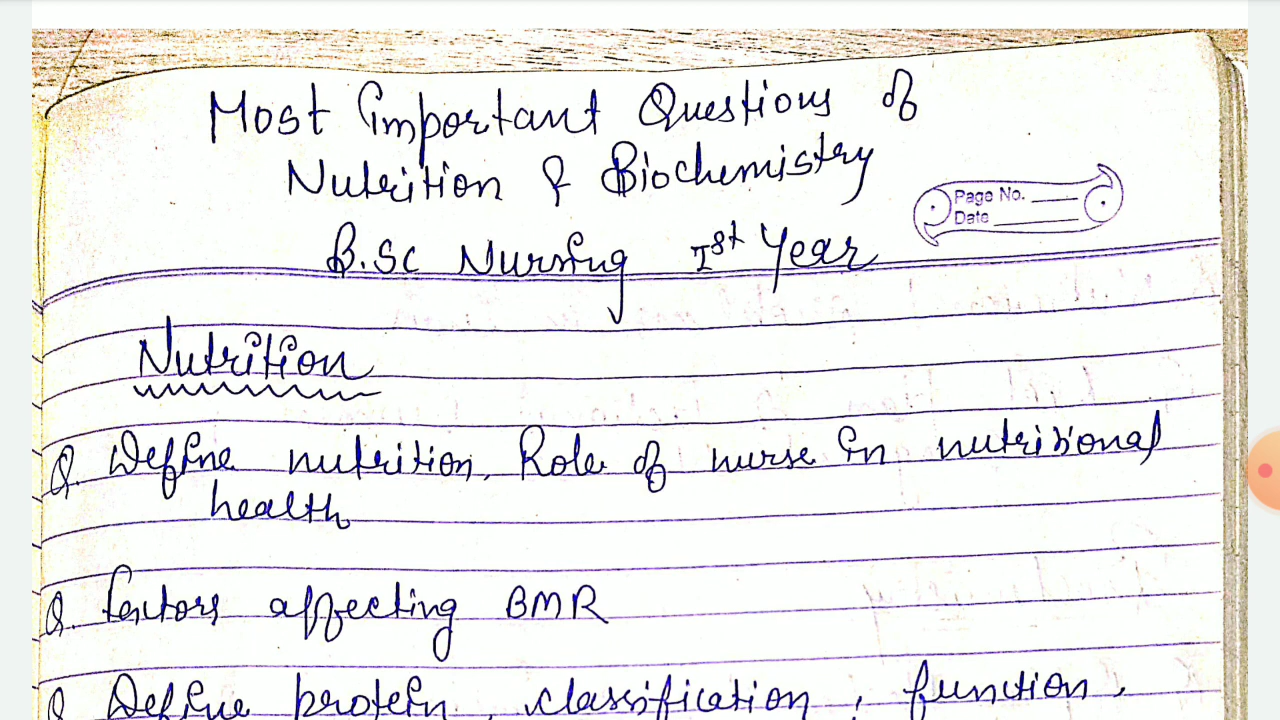 Most Important Questions of
Nutrition & Biochemistry
Page No.
Date
B.Sc Nursing Ist Year
Nutrition
Q. Define nutrition, Role of nurse in nutritional
health
Q. factors affecting BMR
Q Define protein, classification, function,